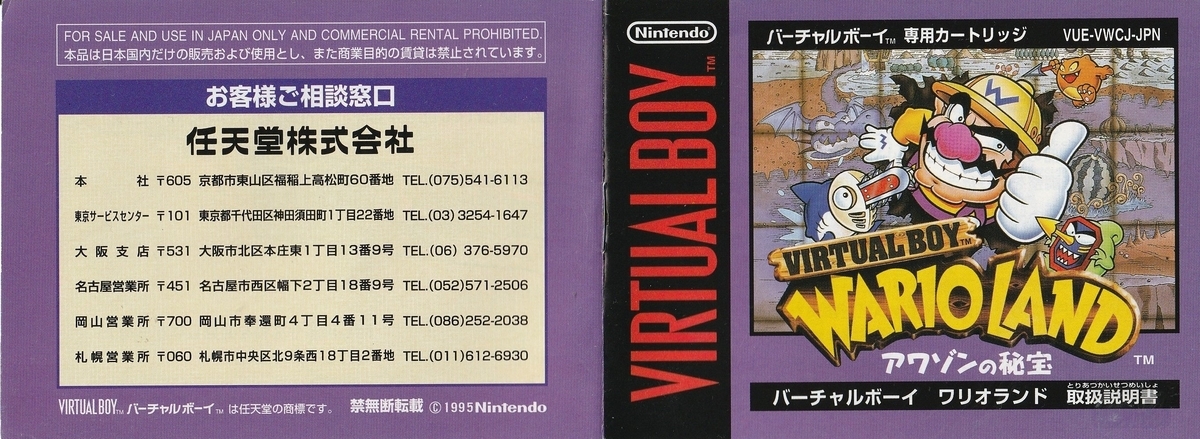 FOR SALE AND USE IN JAPAN ONLY AND COMMERCIAL RENTAL PROHIBITED.
本品は日本国内だけの販売および使用とし、また商業目的の賃貸は禁止されています。
お客様ご相談窓口
任天堂株式会社
本社 〒605 京都市東山区福稲上高松町60番地 TEL.(075)541-6113
東京サービスセンター 〒101 東京都千代田区神田須田町1丁目22番地 TEL.(03)3254-1647
大阪支店 〒531 大阪市北区本庄東1丁目13番9号 TEL.(06)376-5970
名古屋営業所 〒451 名古屋市西区幅下2丁目18番9号 TEL.(052)571-2506
岡山営業所 〒700 岡山市奉還町4丁目4番11号 TEL.(086)252-2038
札幌営業所 〒060 札幌市中央区北9条西18丁目2番地 TEL.(011)612-6930
VIRTUAL BOY™ バーチャルボーイ™ は任天堂の商標です。 禁無断転載 ©1995 Nintendo
Nintendo
VIRTUAL BOY™
バーチャルボーイ™ 専用カートリッジ VUE-VWCJ-JPN
W
VIRTUAL BOY™
WARIO LAND™
アワゾンの秘宝
とりあつかいせつめいしょ
バーチャルボーイ ワリオランド 取扱説明書